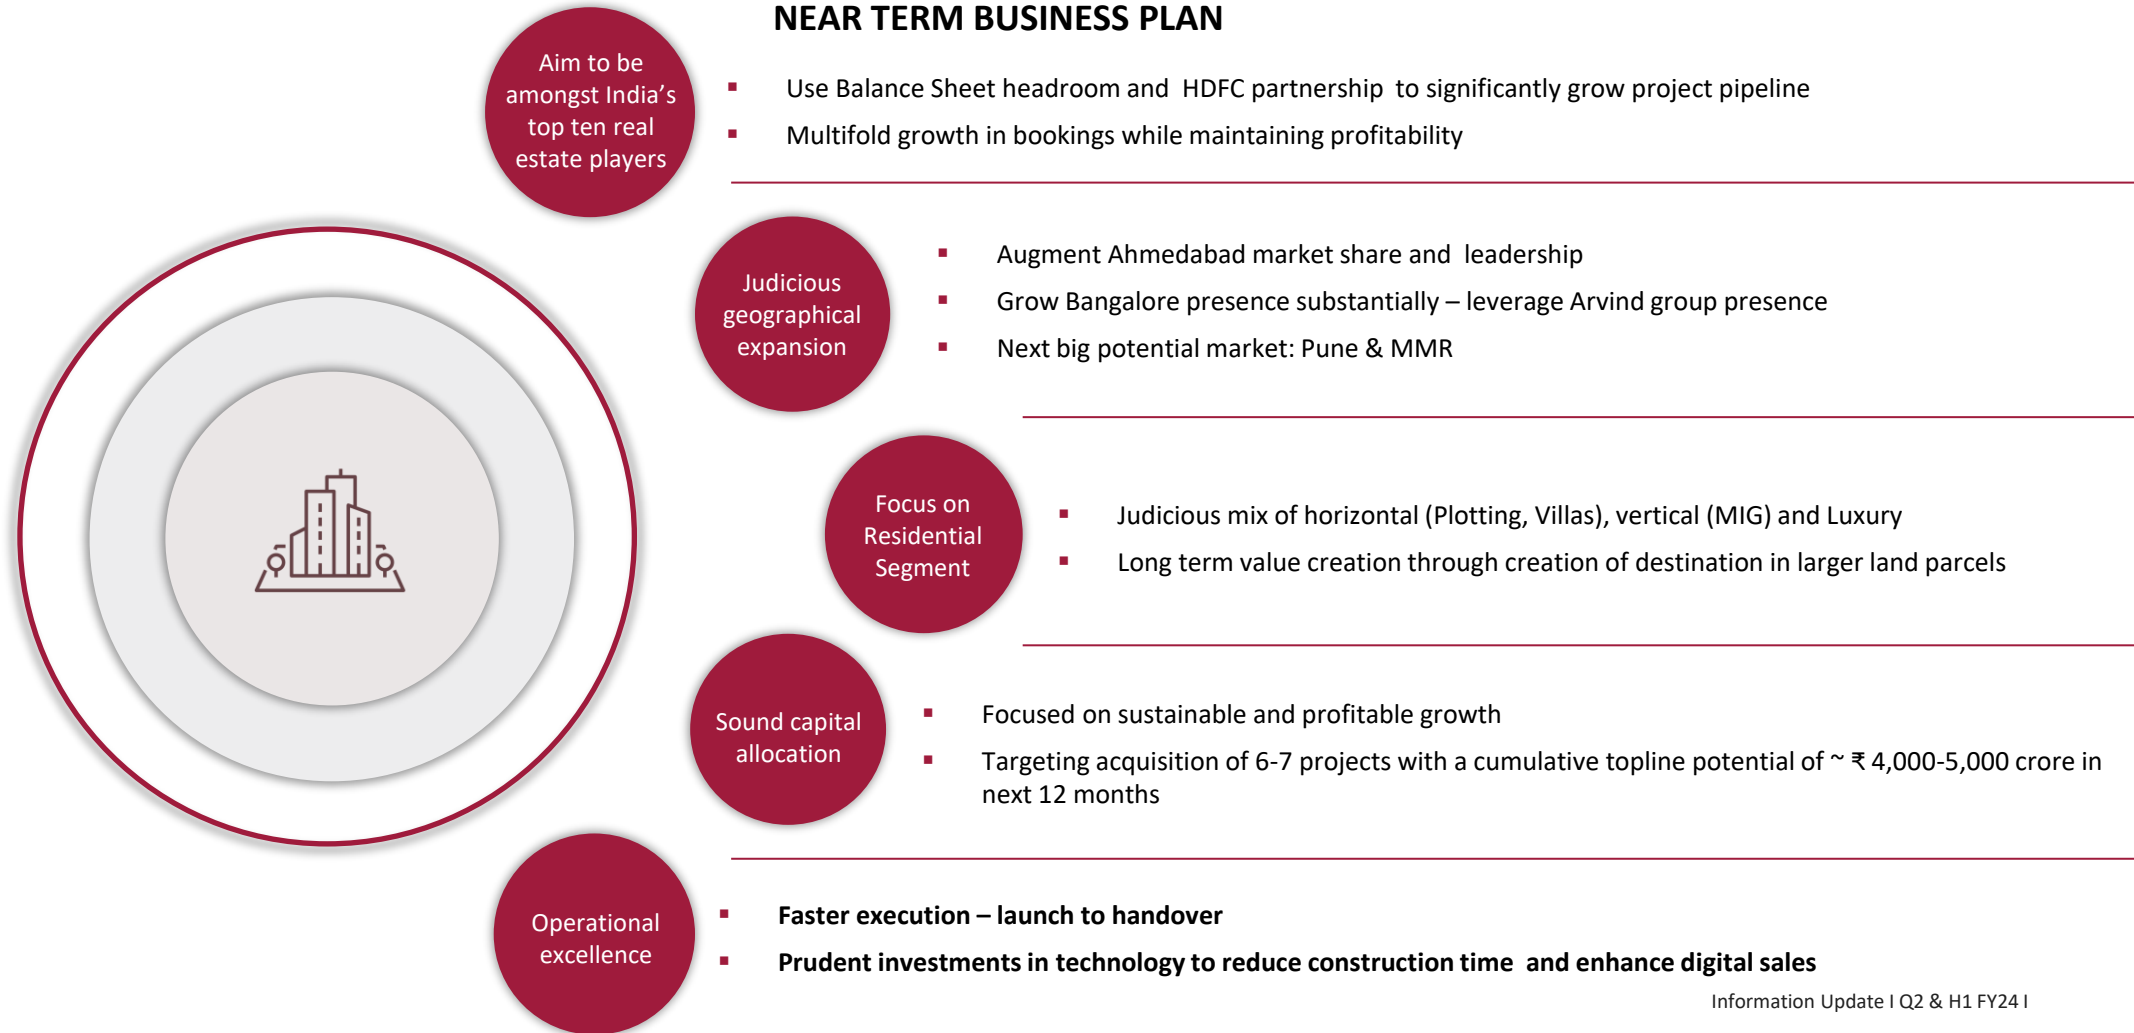 NEAR TERM BUSINESS PLAN
Aim to be
amongst India's
top ten real
estate players
▪ Use Balance Sheet headroom and HDFC partnership to significantly grow project pipeline
▪ Multifold growth in bookings while maintaining profitability
Judicious
geographical
expansion
▪ Augment Ahmedabad market share and leadership
▪ Grow Bangalore presence substantially – leverage Arvind group presence
▪ Next big potential market: Pune & MMR
Focus on
Residential
Segment
▪ Judicious mix of horizontal (Plotting, Villas), vertical (MIG) and Luxury
▪ Long term value creation through creation of destination in larger land parcels
Sound capital
allocation
▪ Focused on sustainable and profitable growth
▪ Targeting acquisition of 6-7 projects with a cumulative topline potential of ~ ₹ 4,000-5,000 crore in
next 12 months
Operational
excellence
▪ Faster execution – launch to handover
▪ Prudent investments in technology to reduce construction time and enhance digital sales
Information Update I Q2 & H1 FY24 I